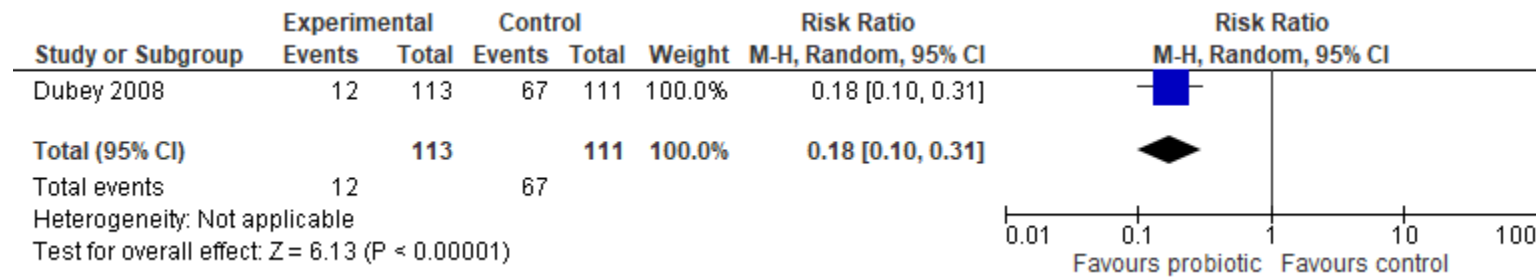 Experimental Control Risk Ratio Risk Ratio
Study or Subgroup Events Total Events Total Weight M-H, Random, 95% CI M-H, Random, 95% CI
Dubey 2008 12 113 67 111 100.0% 0.18 [0.10, 0.31]
Total (95% CI) 113 111 100.0% 0.18 [0.10, 0.31]
Total events 12 67
Heterogeneity: Not applicable
Test for overall effect: Z = 6.13 (P < 0.00001)
0.01 0.1 1 10 100
Favours probiotic Favours control